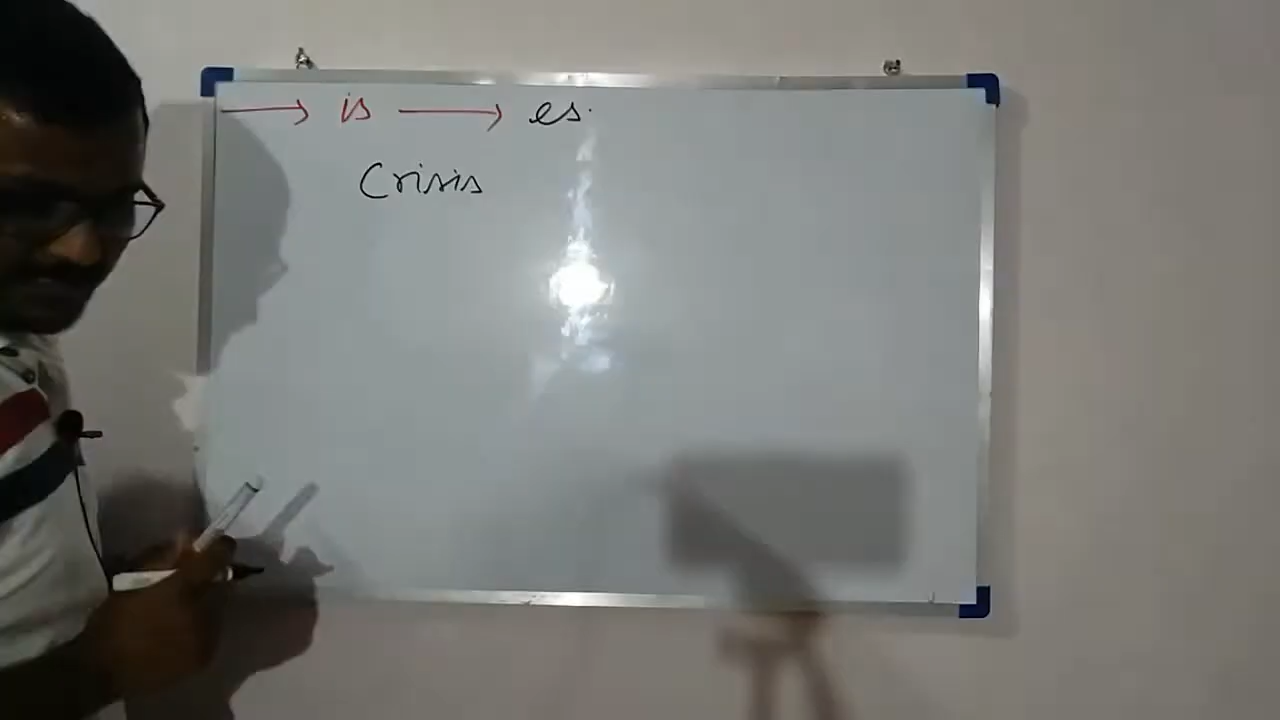 → is → es.
Crisis